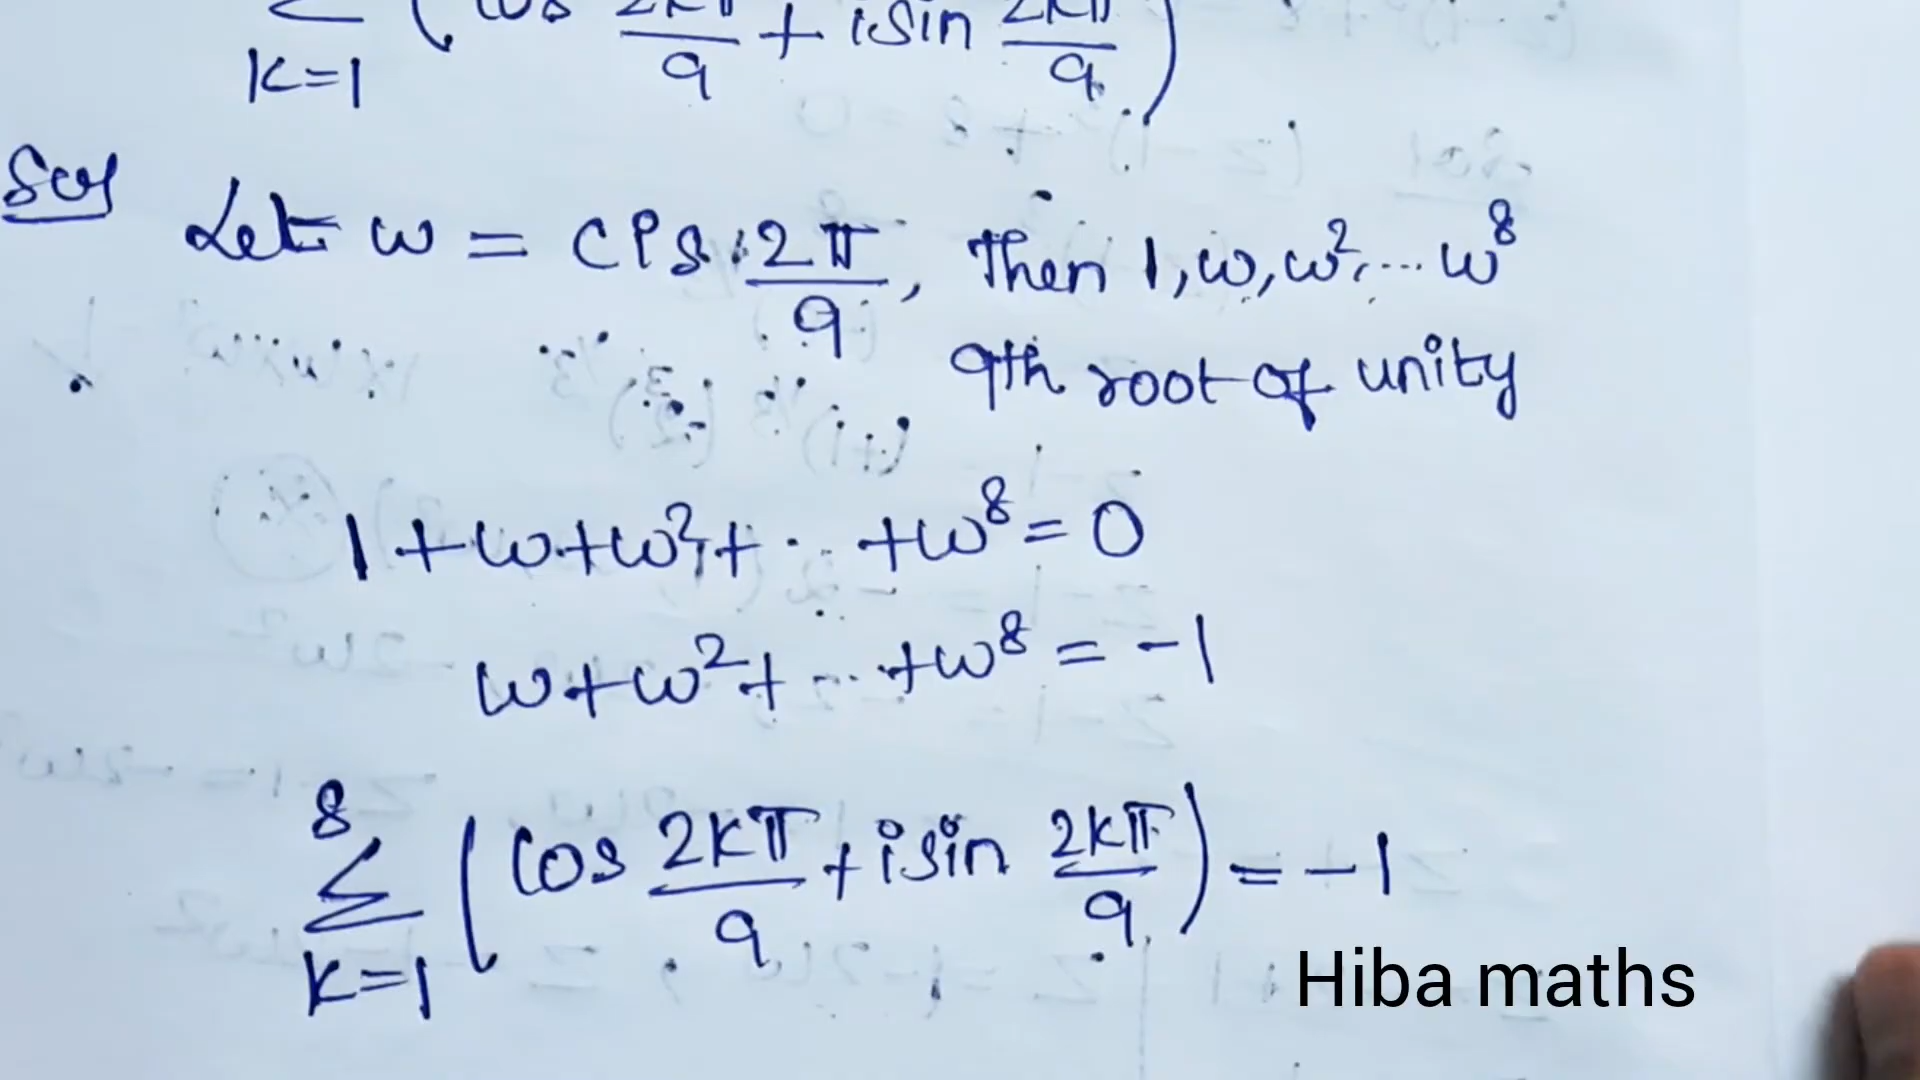 k=1 (cos 2kπ/9 + i sin 2kπ/9)
Sol
Let ω = cis 2π/9, Then 1, ω, ω², ... ω⁸
9th root of unity
1 + ω + ω² + ... + ω⁸ = 0
ω + ω² + ... + ω⁸ = -1
8 Σ k=1 (cos 2kπ/9 + i sin 2kπ/9) = -1
Hiba maths